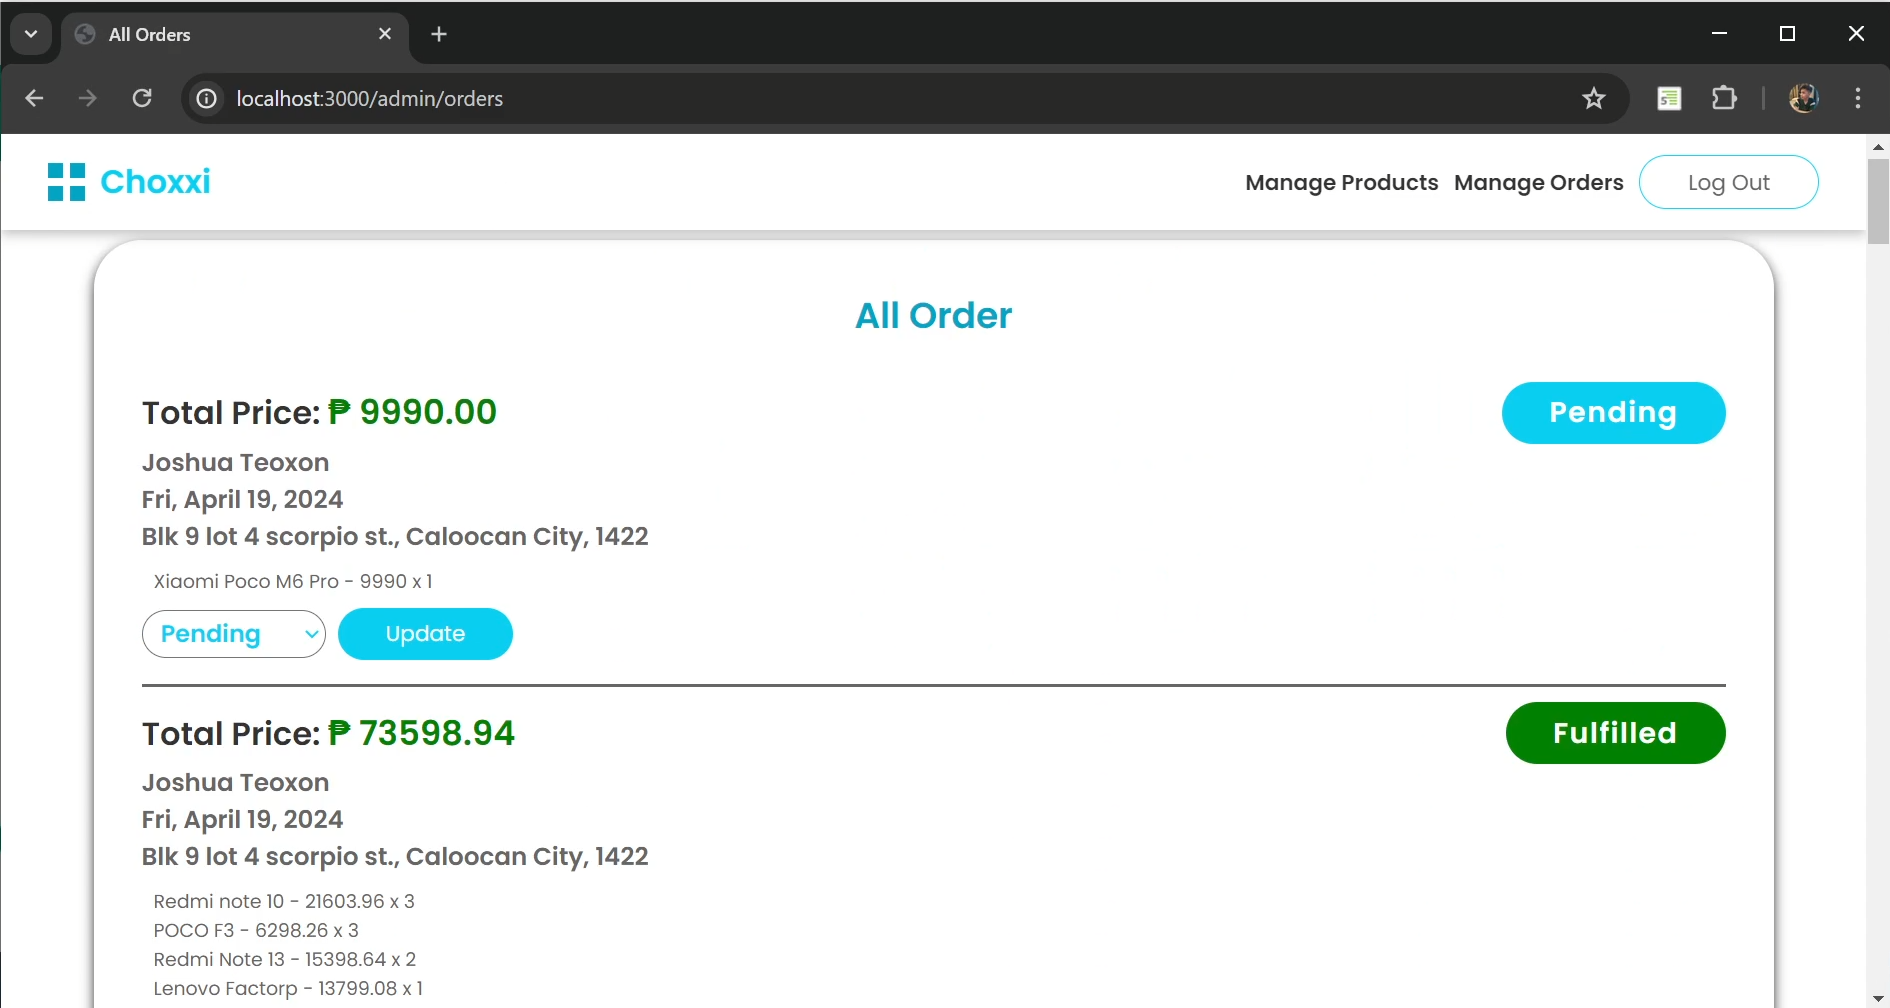 All Orders
localhost:3000/admin/orders
Choxxi
Manage Products Manage Orders Log Out
All Order
Total Price: ₱ 9990.00 Pending
Joshua Teoxon
Fri, April 19, 2024
Blk 9 lot 4 scorpio st., Caloocan City, 1422
Xiaomi Poco M6 Pro - 9990 x 1
Pending Update
Total Price: ₱ 73598.94 Fulfilled
Joshua Teoxon
Fri, April 19, 2024
Blk 9 lot 4 scorpio st., Caloocan City, 1422
Redmi note 10 - 21603.96 x 3
POCO F3 - 6298.26 x 3
Redmi Note 13 - 15398.64 x 2
Lenovo Factorp - 13799.08 x 1